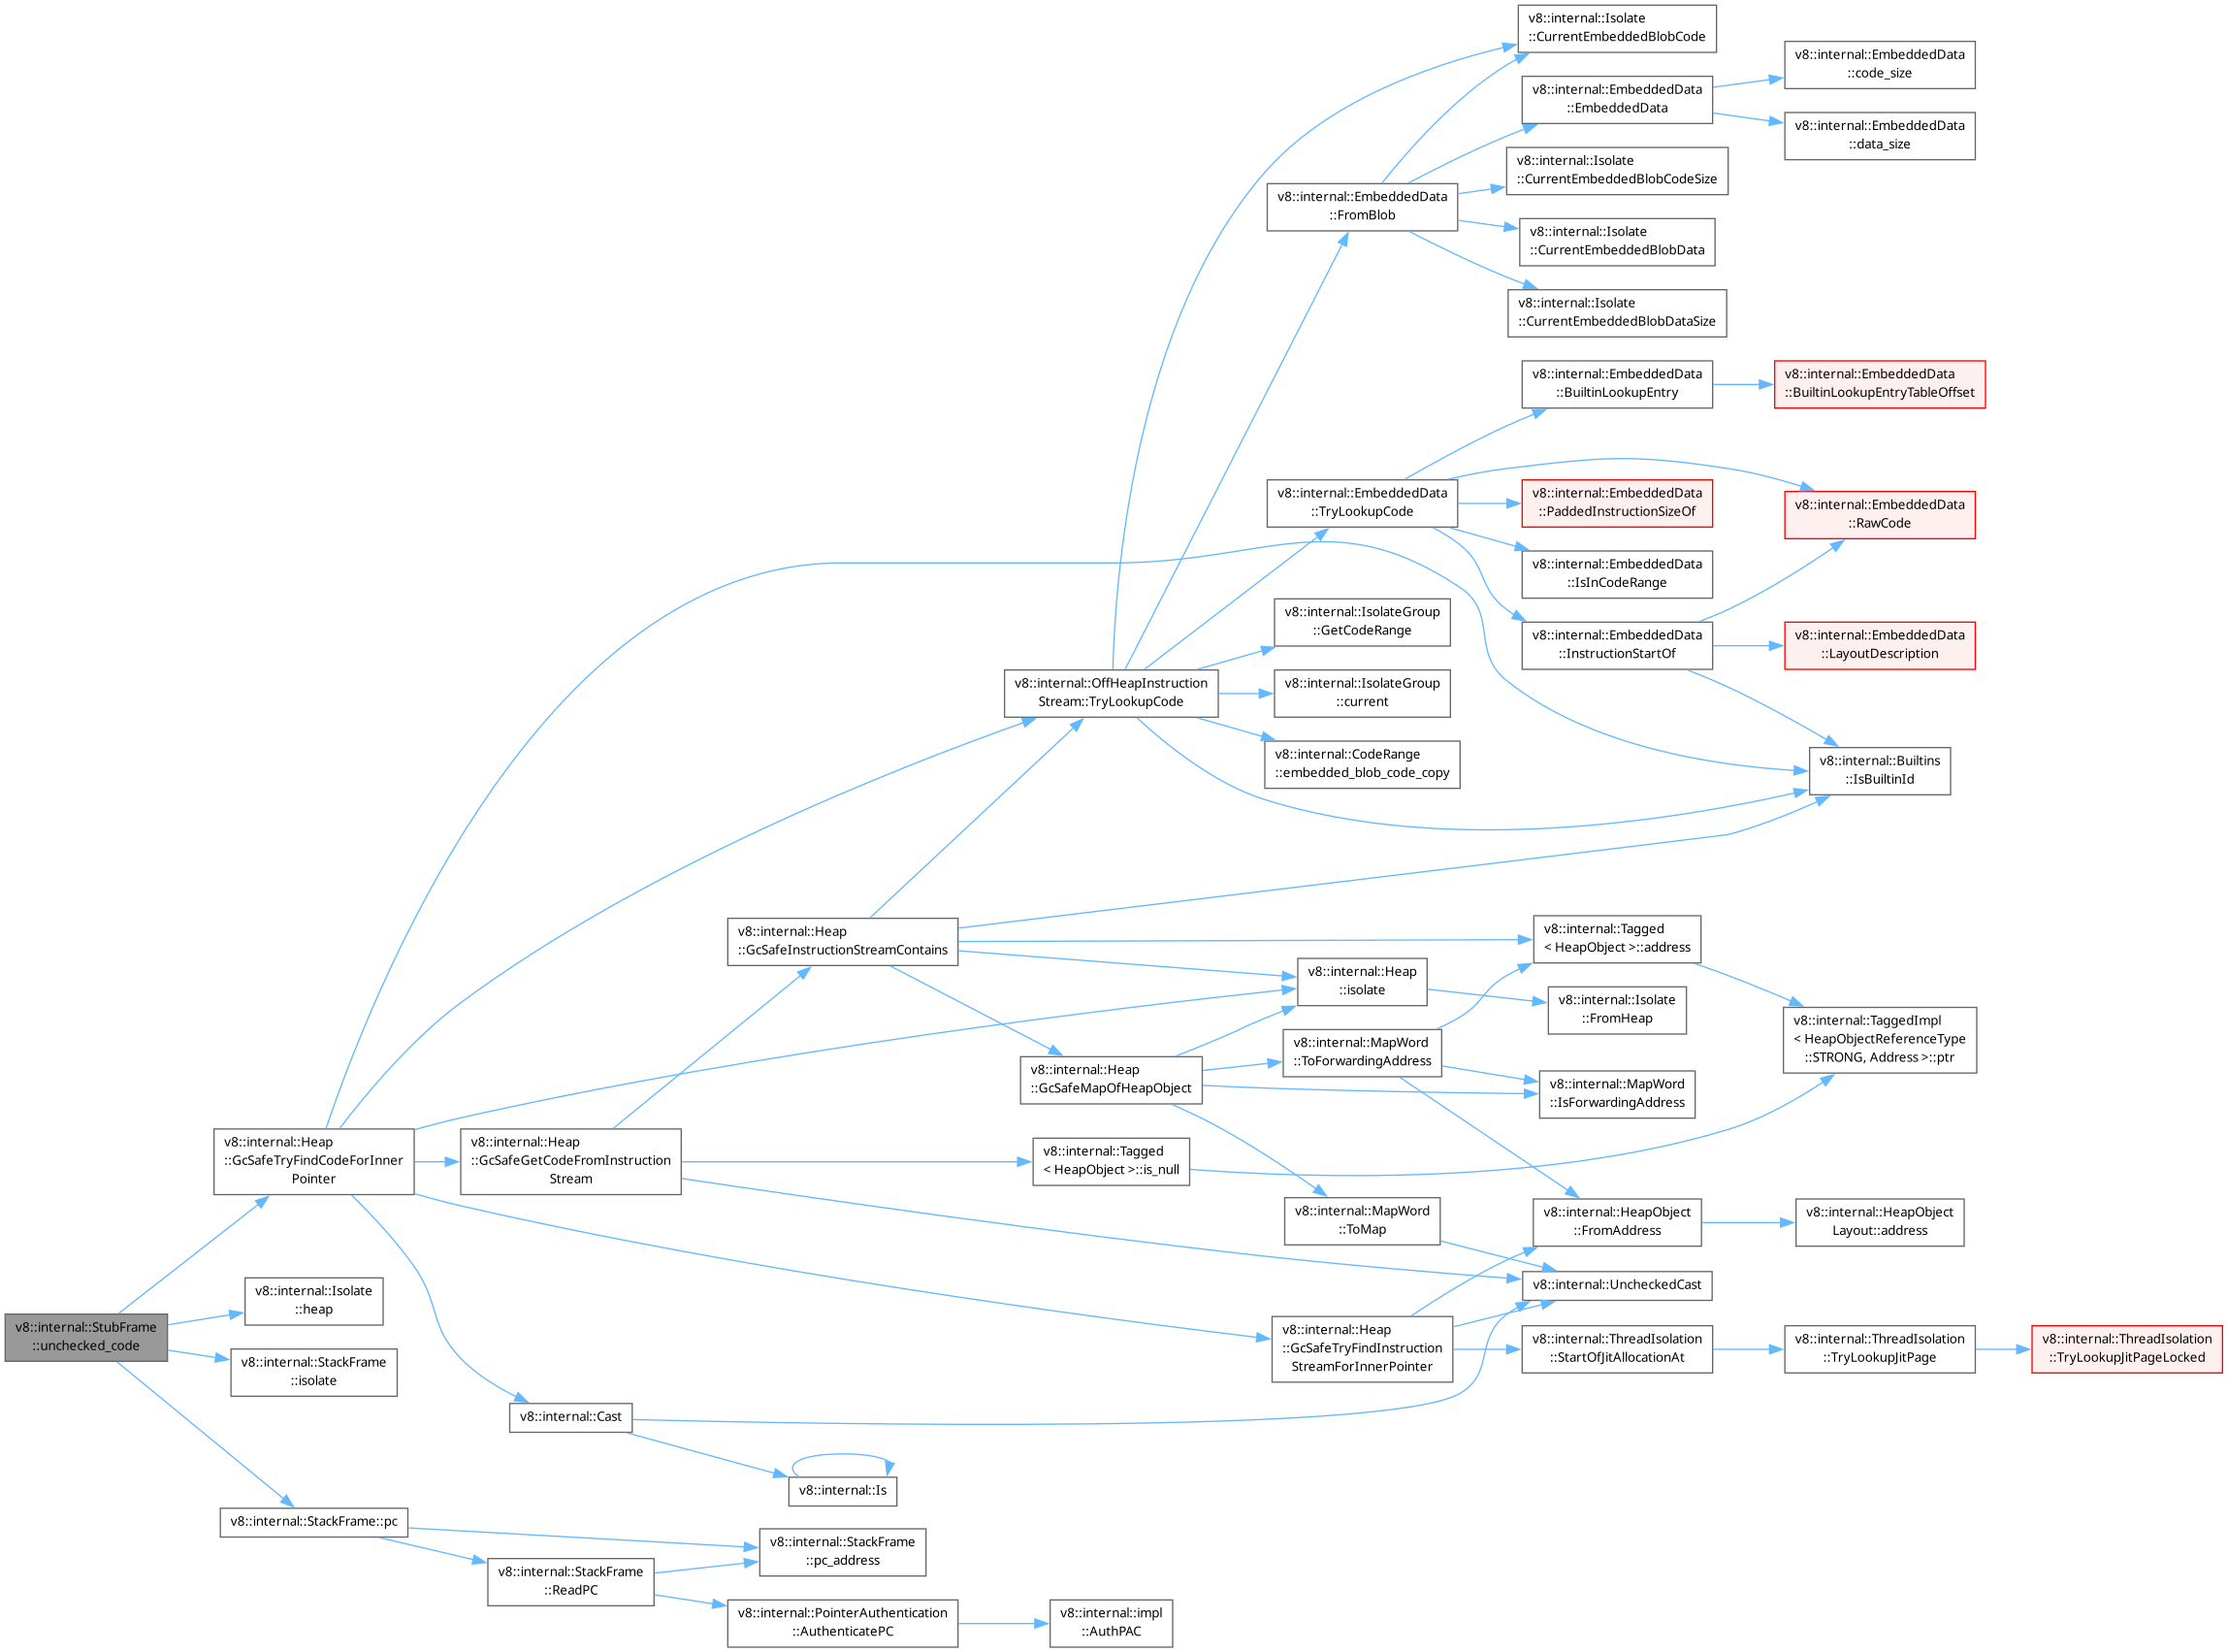 v8::internal::StubFrame
::unchecked_code
v8::internal::Heap
::GcSafeTryFindCodeForInner
Pointer
v8::internal::Isolate
::heap
v8::internal::StackFrame
::isolate
v8::internal::StackFrame::pc
v8::internal::Heap
::GcSafeGetCodeFromInstruction
Stream
v8::internal::Cast
v8::internal::StackFrame
::ReadPC
v8::internal::Heap
::GcSafeInstructionStreamContains
v8::internal::Is
v8::internal::StackFrame
::pc_address
v8::internal::PointerAuthentication
::AuthenticatePC
v8::internal::OffHeapInstruction
Stream::TryLookupCode
v8::internal::Heap
::GcSafeMapOfHeapObject
v8::internal::Tagged
< HeapObject >::is_null
v8::internal::impl
::AuthPAC
v8::internal::EmbeddedData
::FromBlob
v8::internal::EmbeddedData
::TryLookupCode
v8::internal::IsolateGroup
::GetCodeRange
v8::internal::IsolateGroup
::current
v8::internal::CodeRange
::embedded_blob_code_copy
v8::internal::Heap
::isolate
v8::internal::MapWord
::ToForwardingAddress
v8::internal::MapWord
::ToMap
v8::internal::Heap
::GcSafeTryFindInstruction
StreamForInnerPointer
v8::internal::Isolate
::CurrentEmbeddedBlobCode
v8::internal::EmbeddedData
::EmbeddedData
v8::internal::Isolate
::CurrentEmbeddedBlobCodeSize
v8::internal::Isolate
::CurrentEmbeddedBlobData
v8::internal::Isolate
::CurrentEmbeddedBlobDataSize
v8::internal::EmbeddedData
::BuiltinLookupEntry
v8::internal::EmbeddedData
::PaddedInstructionSizeOf
v8::internal::EmbeddedData
::IsInCodeRange
v8::internal::EmbeddedData
::InstructionStartOf
v8::internal::Tagged
< HeapObject >::address
v8::internal::Isolate
::FromHeap
v8::internal::MapWord
::IsForwardingAddress
v8::internal::HeapObject
::FromAddress
v8::internal::UncheckedCast
v8::internal::ThreadIsolation
::StartOfJitAllocationAt
v8::internal::EmbeddedData
::code_size
v8::internal::EmbeddedData
::data_size
v8::internal::EmbeddedData
::BuiltinLookupEntryTableOffset
v8::internal::EmbeddedData
::RawCode
v8::internal::EmbeddedData
::LayoutDescription
v8::internal::Builtins
::IsBuiltinId
v8::internal::TaggedImpl
< HeapObjectReferenceType
::STRONG, Address >::ptr
v8::internal::HeapObject
Layout::address
v8::internal::ThreadIsolation
::TryLookupJitPage
v8::internal::ThreadIsolation
::TryLookupJitPageLocked